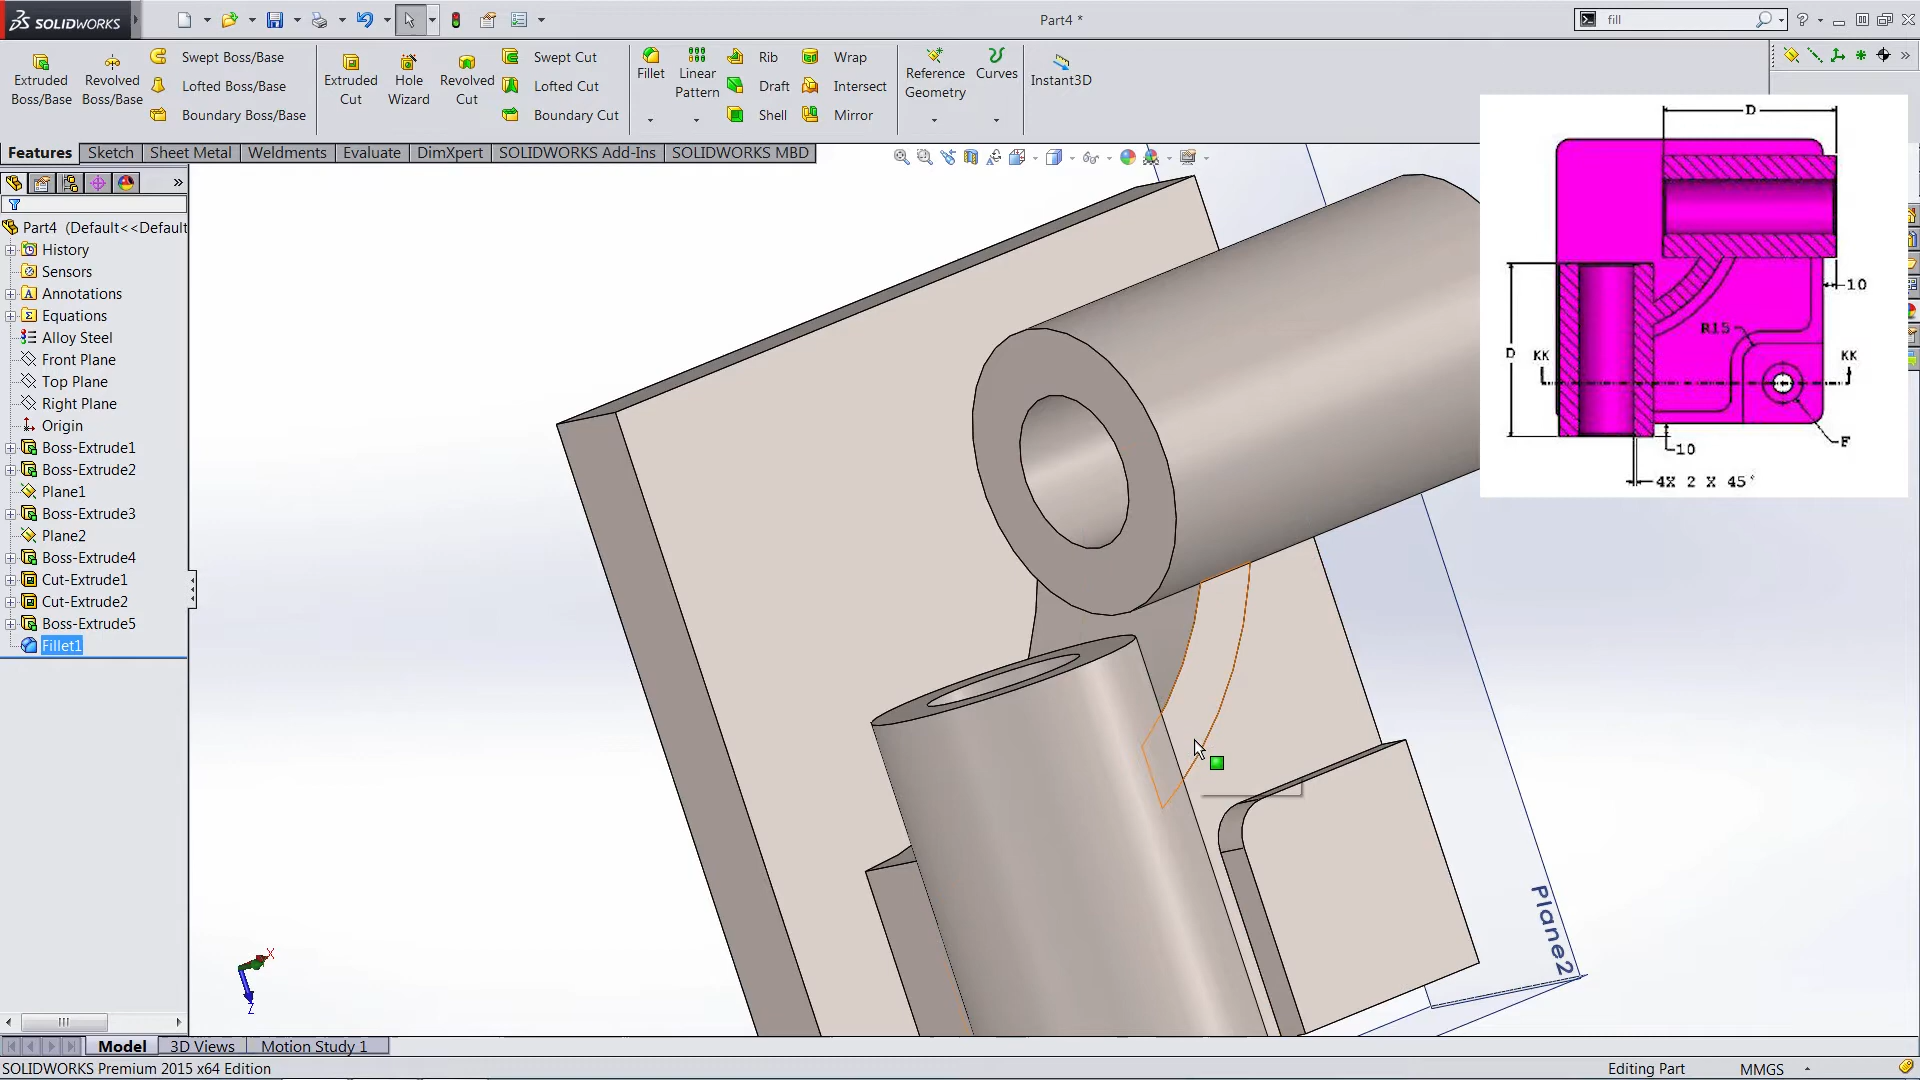 SOLIDWORKS
Part4 *
fill
Extruded Boss/Base
Revolved Boss/Base
Swept Boss/Base
Lofted Boss/Base
Boundary Boss/Base
Extruded Cut
Hole Wizard
Revolved Cut
Swept Cut
Lofted Cut
Boundary Cut
Fillet
Linear Pattern
Rib
Draft
Shell
Wrap
Intersect
Mirror
Reference Geometry
Curves
Instant3D
Features
Sketch
Sheet Metal
Weldments
Evaluate
DimXpert
SOLIDWORKS Add-Ins
SOLIDWORKS MBD
Part4 (Default<<Default
History
Sensors
Annotations
Equations
Alloy Steel
Front Plane
Top Plane
Right Plane
Origin
Boss-Extrude1
Boss-Extrude2
Plane1
Boss-Extrude3
Plane2
Boss-Extrude4
Cut-Extrude1
Cut-Extrude2
Boss-Extrude5
Fillet1
D
10
R15
D
KK
KK
F
10
4X 2 X 45°
Plane2
X
Z
Model
3D Views
Motion Study 1
SOLIDWORKS Premium 2015 x64 Edition
Editing Part
MMGS